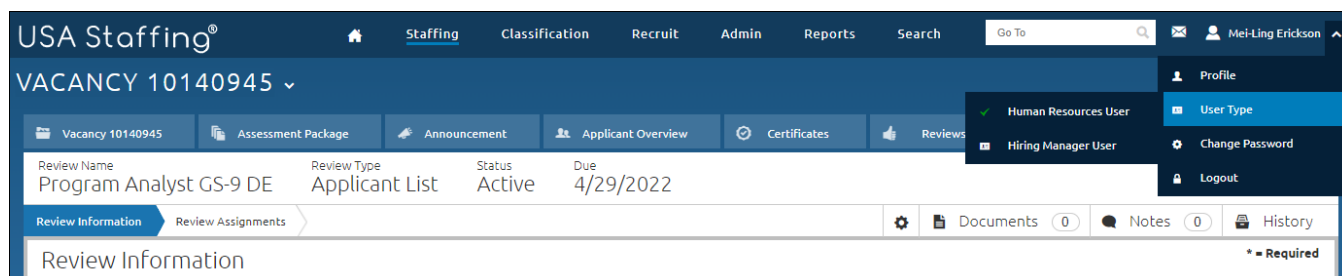 USA Staffing®
Staffing Classification Recruit Admin Reports Search Go To Mei-Ling Erickson
VACANCY 10140945
Profile
User Type
Human Resources User
Hiring Manager User
Change Password
Logout
Vacancy 10140945 Assessment Package Announcement Applicant Overview Certificates Reviews
Review Name Review Type Status Due
Program Analyst GS-9 DE Applicant List Active 4/29/2022
Review Information Review Assignments Documents 0 Notes 0 History
Review Information * = Required